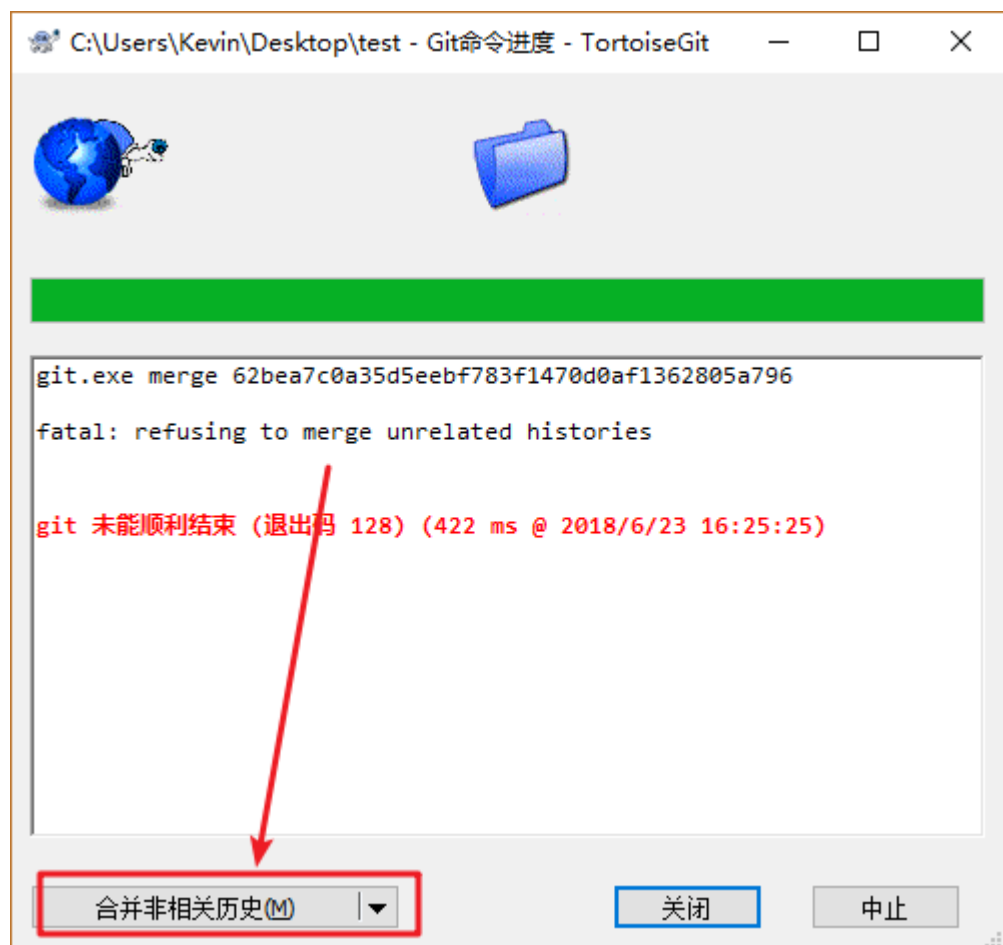 C:\Users\Kevin\Desktop\test - Git命令进度 - TortoiseGit
git.exe merge 62bea7c0a35d5eebf783f1470d0af1362805a796
fatal: refusing to merge unrelated histories
git 未能顺利结束 (退出码 128) (422 ms @ 2018/6/23 16:25:25)
合并非相关历史(M)
关闭
中止